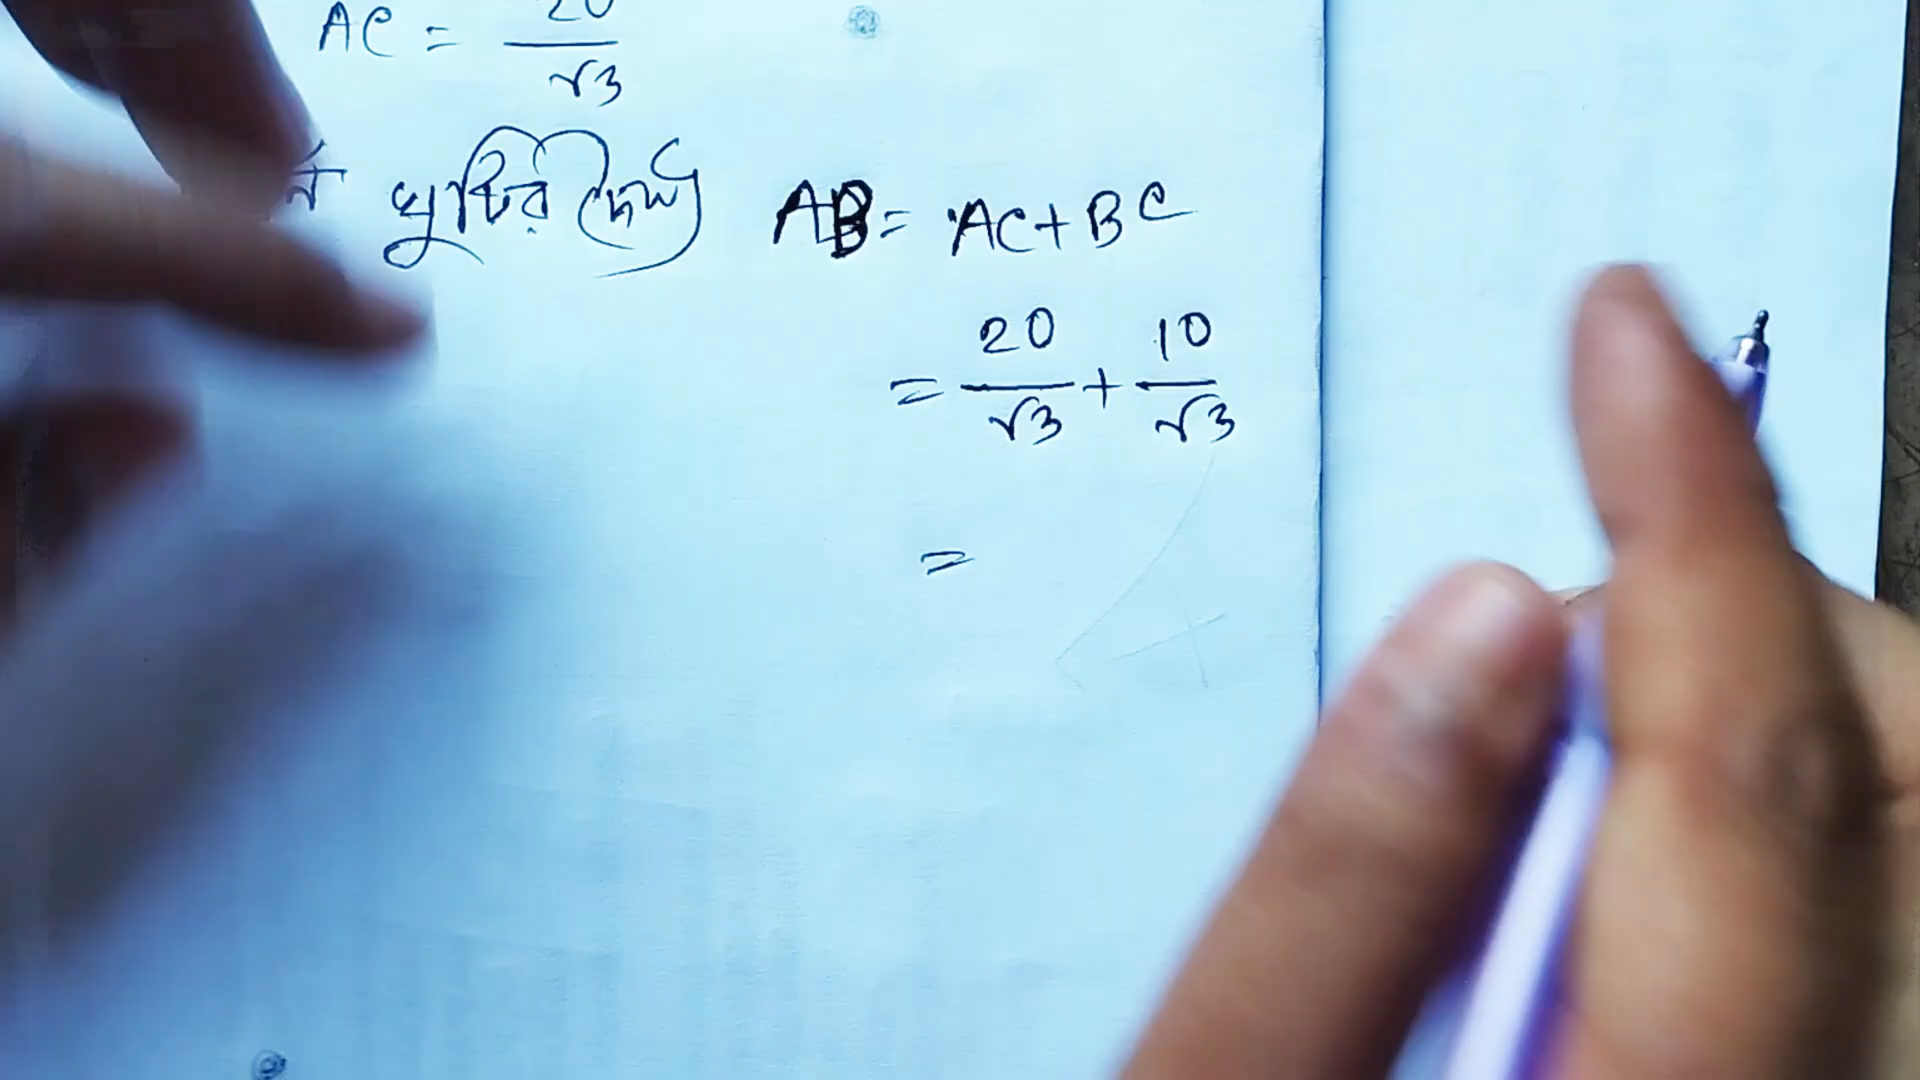 AC = 20/√3
খুটির দৈর্ঘ্য AB = AC + BC
= 20/√3 + 10/√3
=